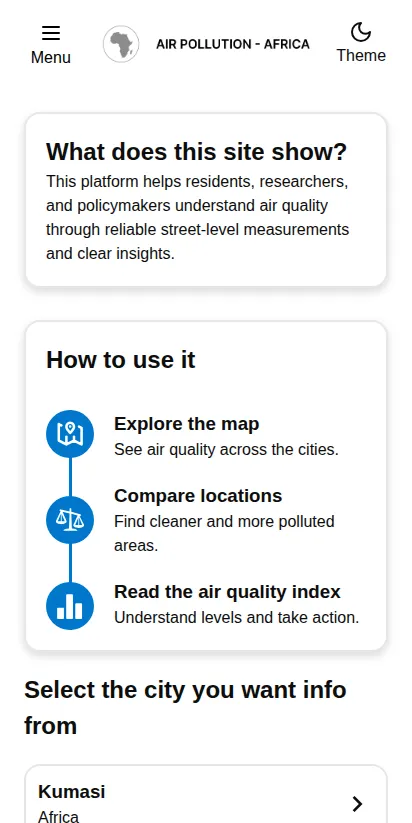 Menu
AIR POLLUTION - AFRICA
Theme
What does this site show?
This platform helps residents, researchers,
and policymakers understand air quality
through reliable street-level measurements
and clear insights.
How to use it
Explore the map
See air quality across the cities.
Compare locations
Find cleaner and more polluted
areas.
Read the air quality index
Understand levels and take action.
Select the city you want info
from
Kumasi
Africa